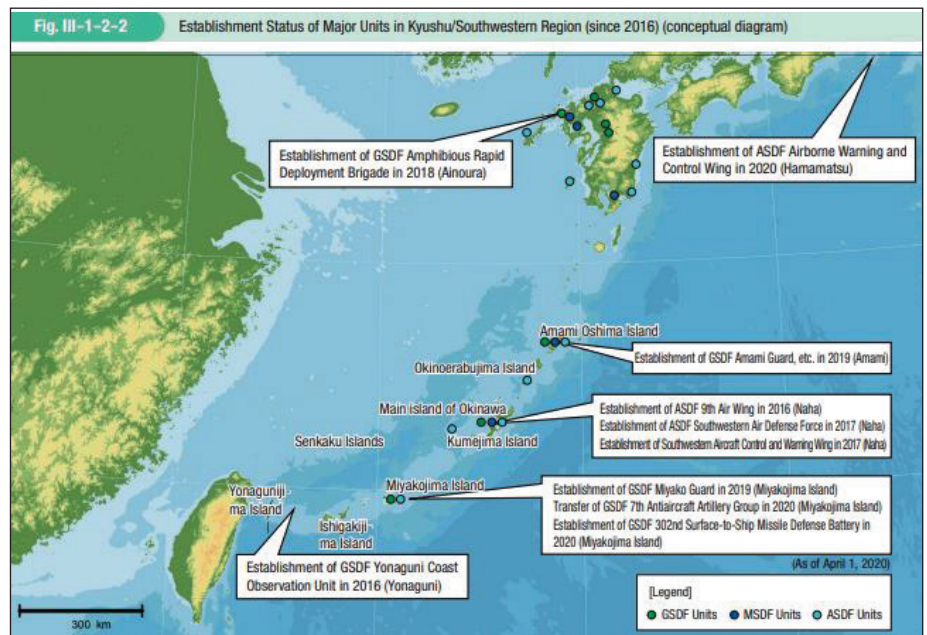 Fig. III-1-2-2
Establishment Status of Major Units in Kyushu/Southwestern Region (since 2016) (conceptual diagram)
Establishment of GSDF Amphibious Rapid
Deployment Brigade in 2018 (Ainoura)
Establishment of ASDF Airborne Warning and
Control Wing in 2020 (Hamamatsu)
Amami Oshima Island
Establishment of GSDF Amami Guard, etc. in 2019 (Amami)
Okinoerabujima Island
Main island of Okinawa
Establishment of ASDF 9th Air Wing in 2016 (Naha)
Establishment of ASDF Southwestern Air Defense Force in 2017 (Naha)
Establishment of Southwestern Aircraft Control and Warning Wing in 2017 (Naha)
Senkaku Islands
Kumejima Island
Miyakojima Island
Establishment of GSDF Miyako Guard in 2019 (Miyakojima Island)
Transfer of GSDF 7th Antiaircraft Artillery Group in 2020 (Miyakojima Island)
Establishment of GSDF 302nd Surface-to-Ship Missile Defense Battery in
2020 (Miyakojima Island)
Yonaguniji-
ma Island
Ishigakiji-
ma Island
Establishment of GSDF Yonaguni Coast
Observation Unit in 2016 (Yonaguni)
(As of April 1, 2020)
[Legend]
GSDF Units MSDF Units ASDF Units
300 km